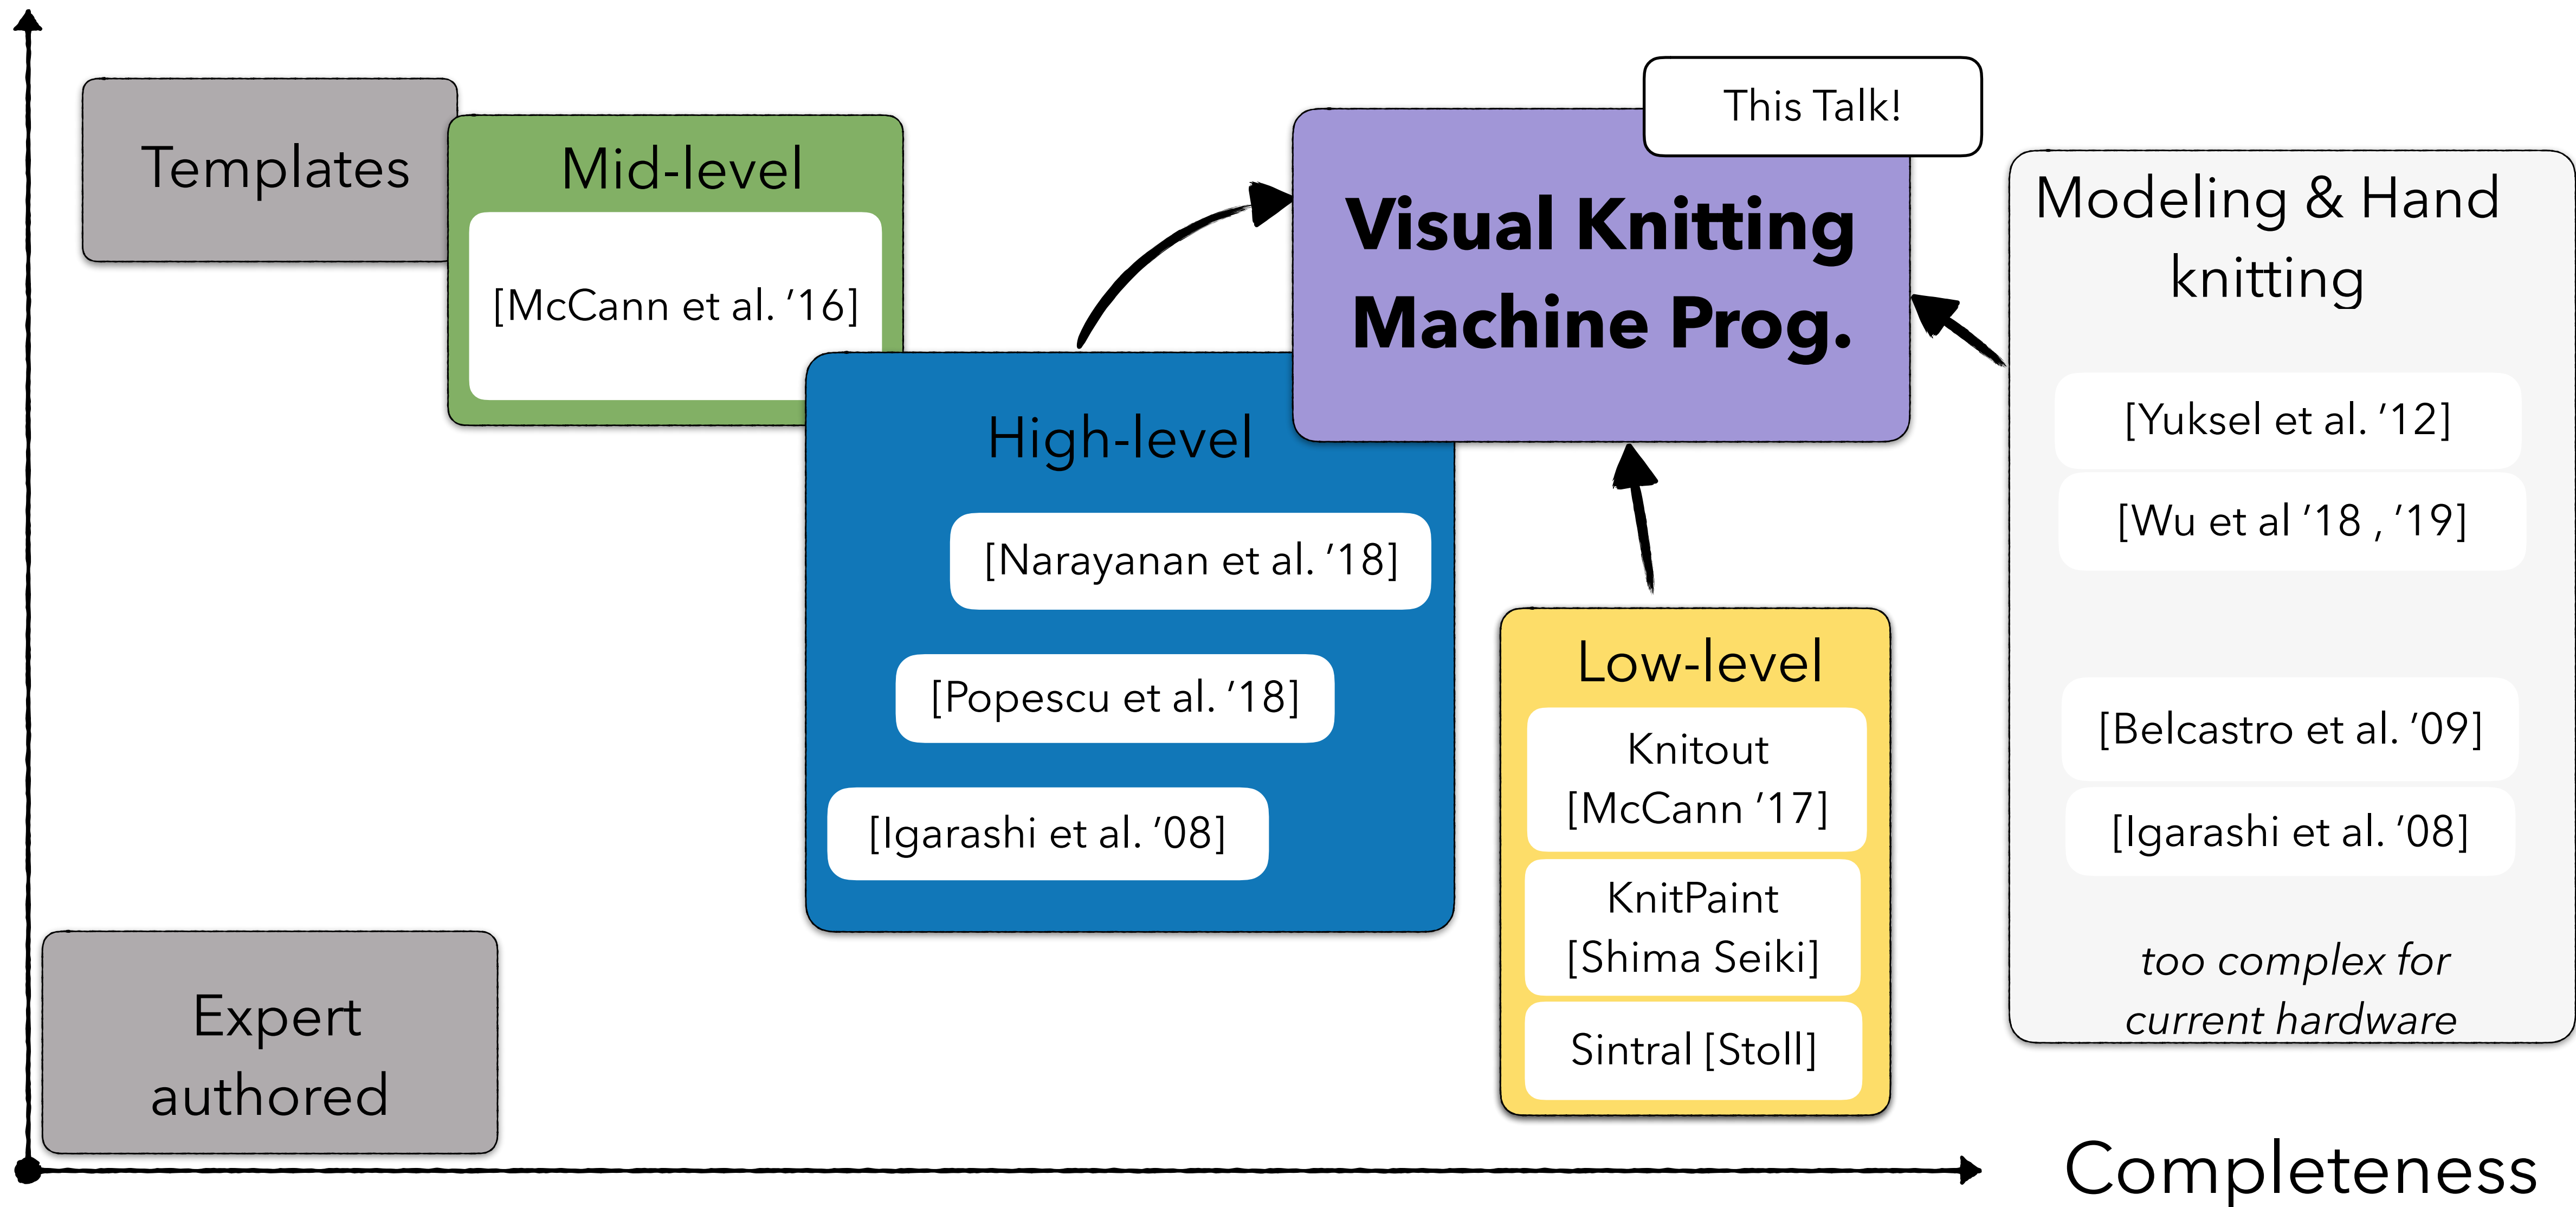 This Talk!
Templates
Mid-level
[McCann et al. ’16]
Visual Knitting
Machine Prog.
Modeling & Hand
knitting
[Yuksel et al. ’12]
[Wu et al ’18 , ’19]
[Belcastro et al. ’09]
[Igarashi et al. ’08]
too complex for
current hardware
High-level
[Narayanan et al. ’18]
[Popescu et al. ’18]
[Igarashi et al. ’08]
Low-level
Knitout
[McCann ’17]
KnitPaint
[Shima Seiki]
Sintral [Stoll]
Expert
authored
Completeness